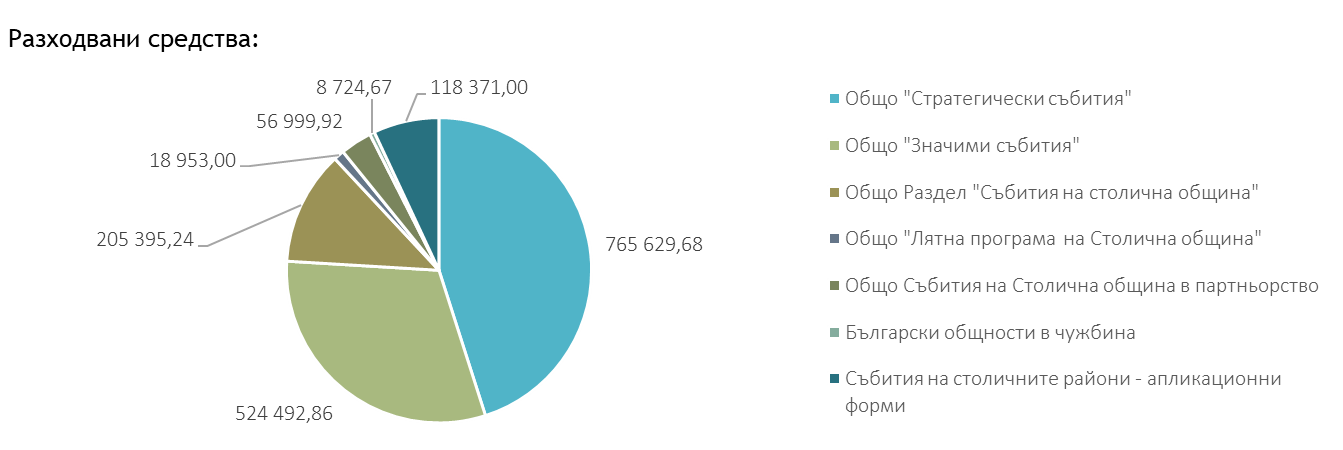 Разходвани средства:
8 724,67
118 371,00
56 999,92
18 953,00
205 395,24
765 629,68
524 492,86
Общо "Стратегически събития"
Общо "Значими събития"
Общо Раздел "Събития на столична община"
Общо "Лятна програма на Столична община"
Общо Събития на Столична община в партньорство
Български общности в чужбина
Събития на столичните райони - апликационни
форми